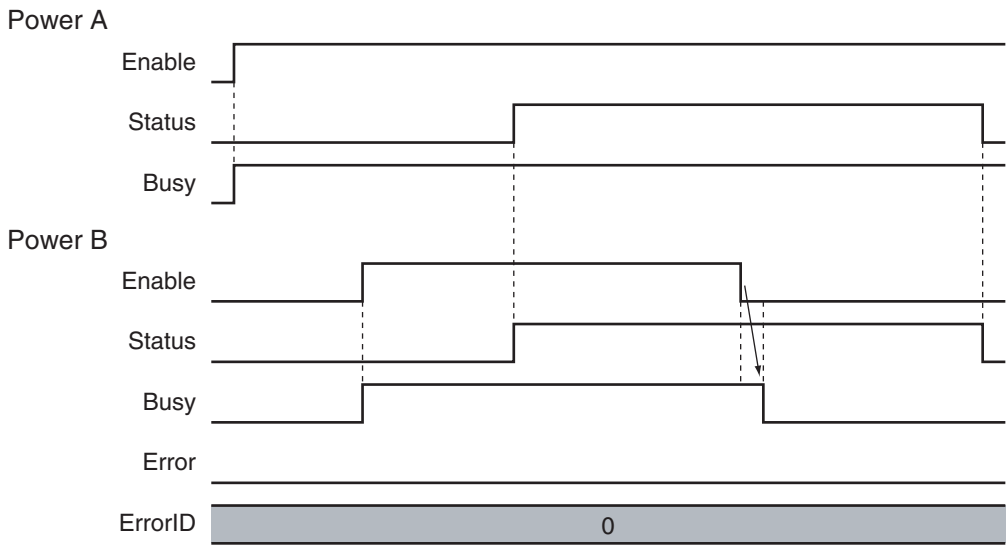 Power A
Enable
Status
Busy
Power B
Enable
Status
Busy
Error
ErrorID
0